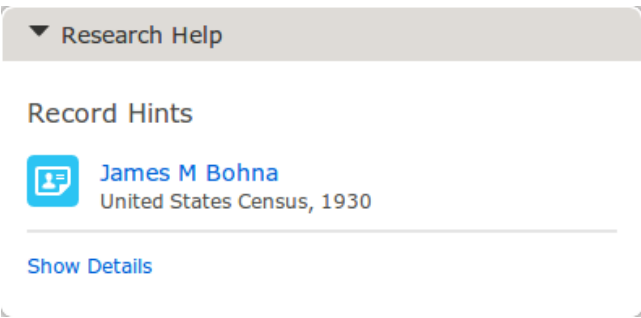 Research Help
Record Hints
James M Bohna
United States Census, 1930
Show Details